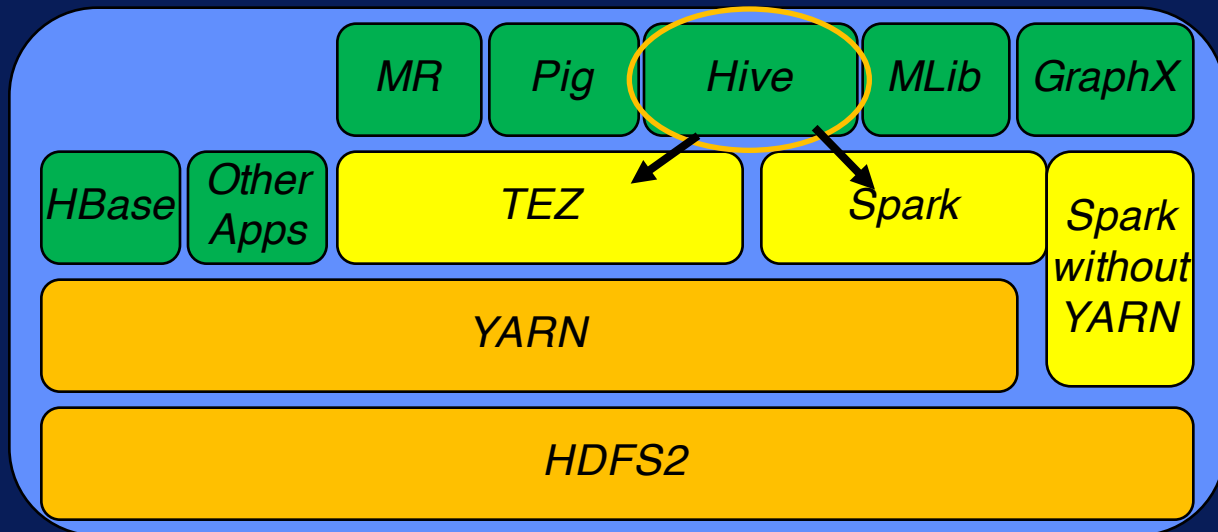 MR
Pig
Hive
MLib
GraphX
HBase
Other
Apps
TEZ
Spark
Spark
without
YARN
YARN
HDFS2